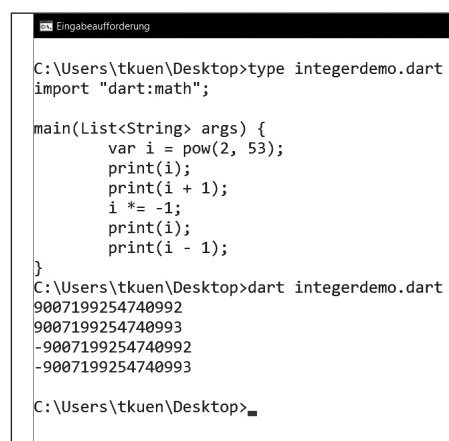 Eingabeaufforderung
C:\Users\tkuen\Desktop>type integerdemo.dart
import "dart:math";
main(List<String> args) {
var i = pow(2, 53);
print(i);
print(i + 1);
i *= -1;
print(i);
print(i - 1);
}
C:\Users\tkuen\Desktop>dart integerdemo.dart
9007199254740992
9007199254740993
-9007199254740992
-9007199254740993
C:\Users\tkuen\Desktop>